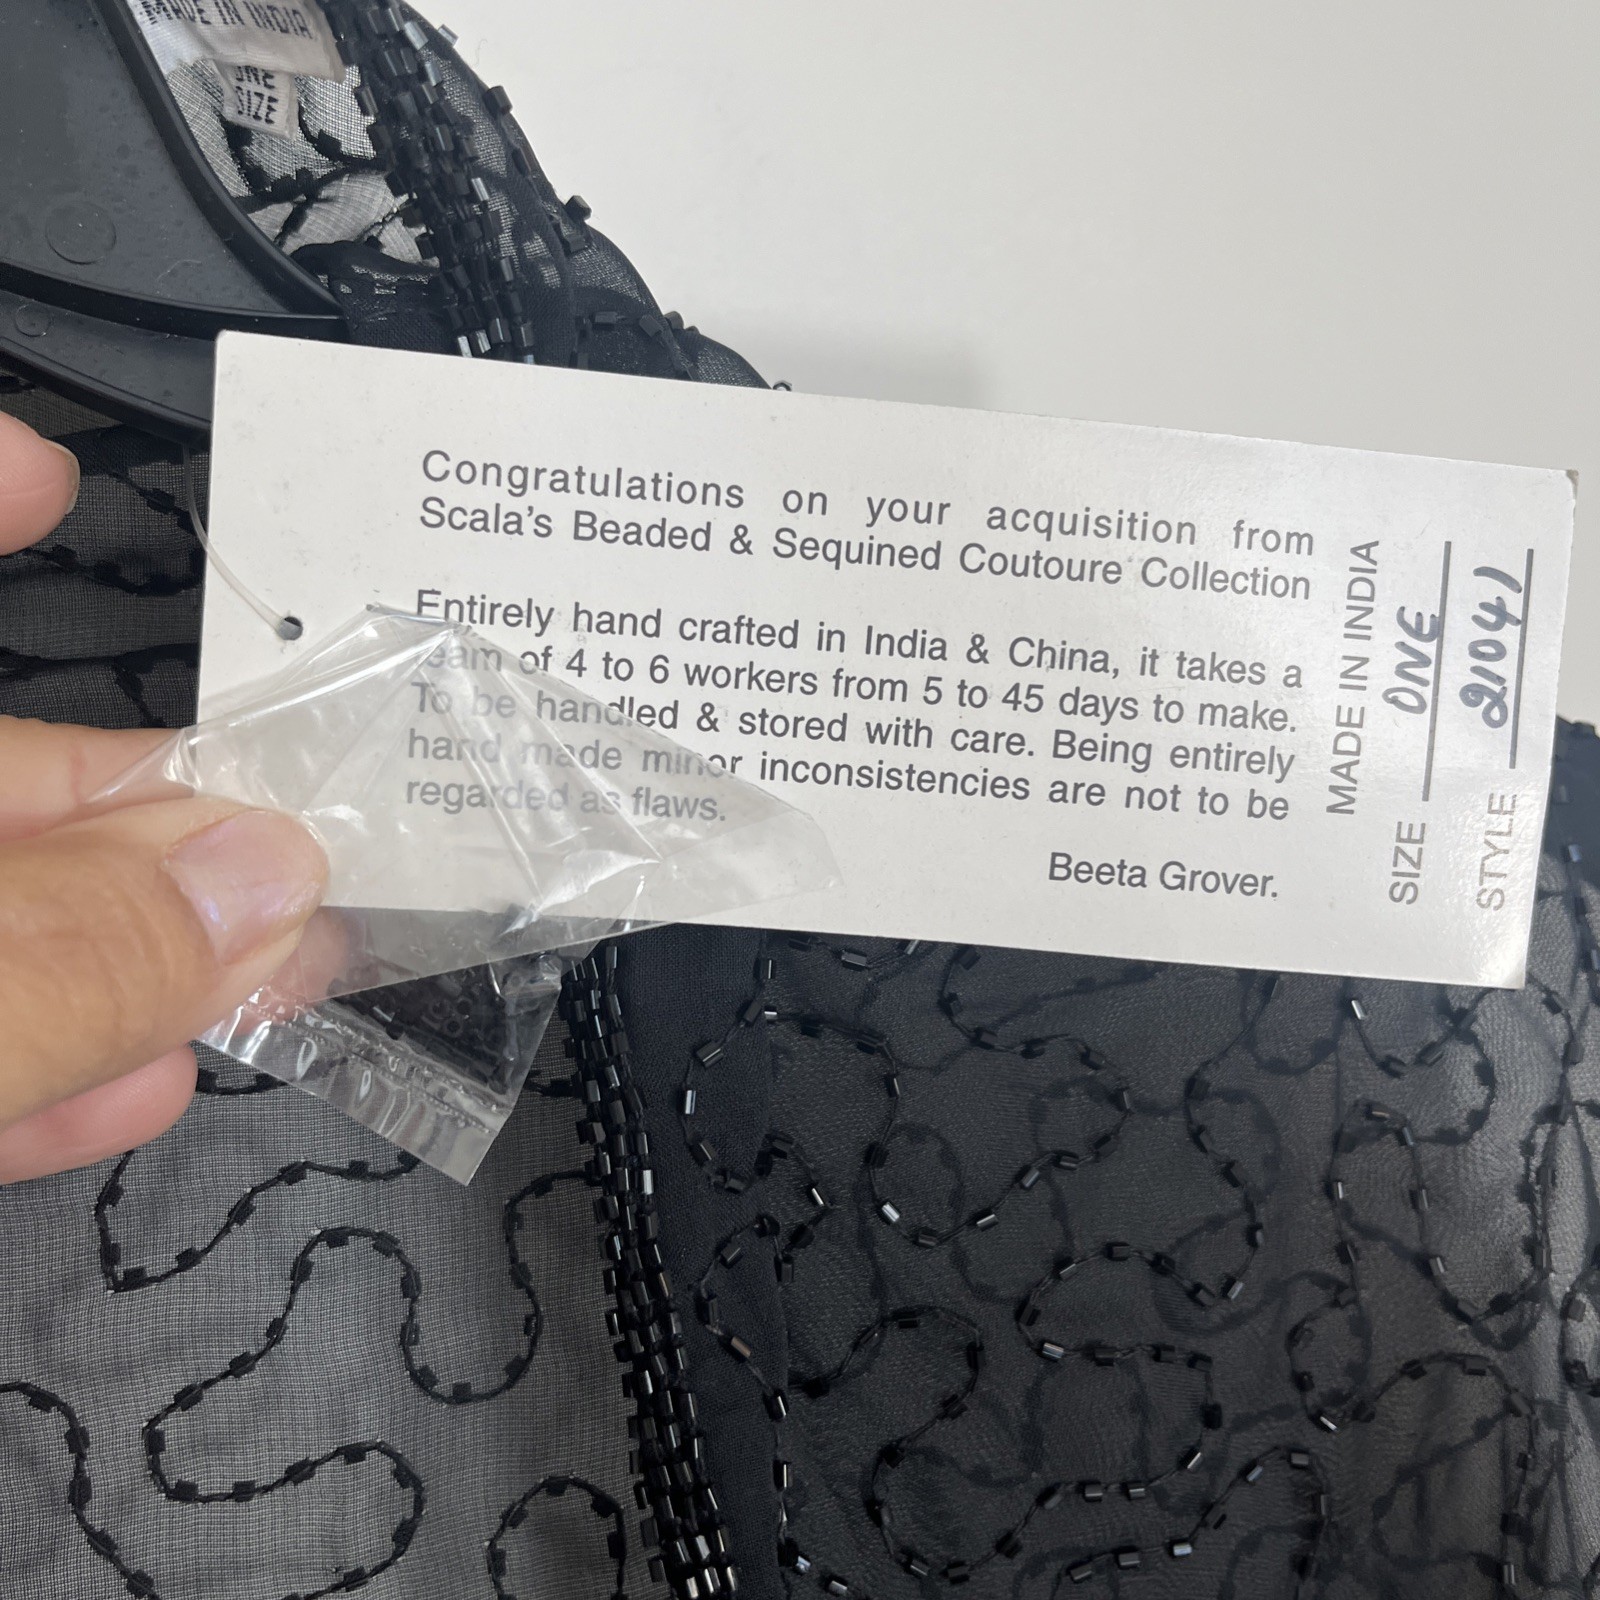 MADE IN INDIA
ONE
SIZE
Congratulations on your acquisition from
Scala's Beaded & Sequined Coutoure Collection
Entirely hand crafted in India & China, it takes a
team of 4 to 6 workers from 5 to 45 days to make.
To be handled & stored with care. Being entirely
hand made minor inconsistencies are not to be
regarded as flaws.
Beeta Grover.
MADE IN INDIA
SIZE ONE
STYLE 21041